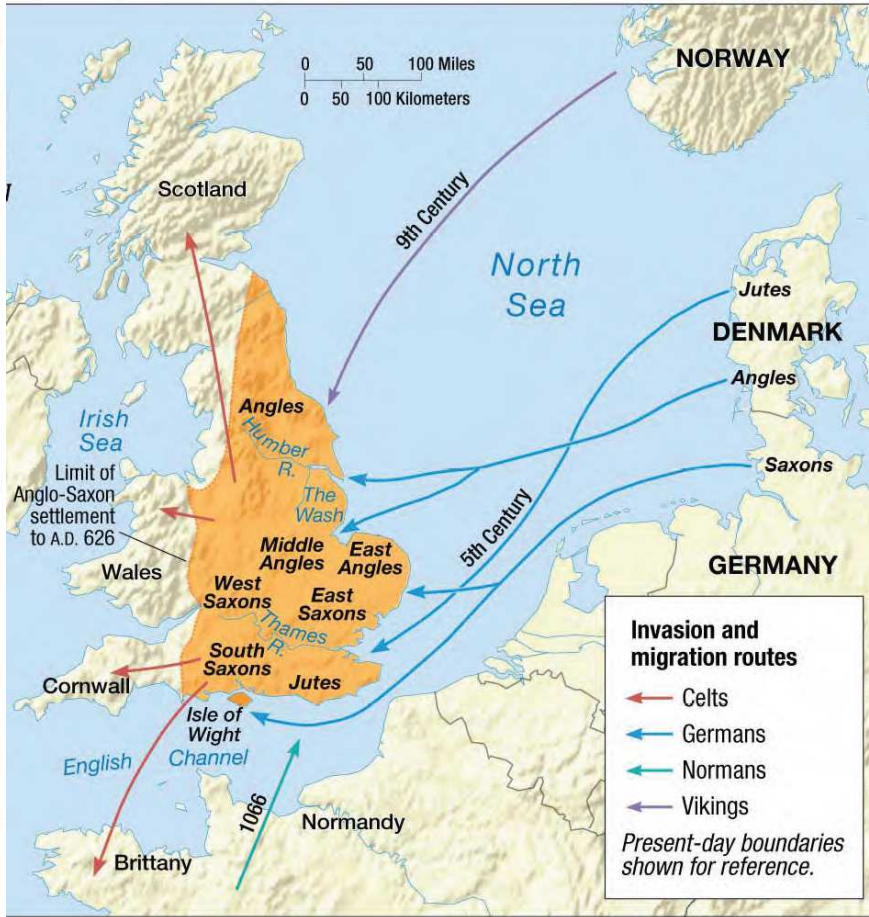 0 50 100 Miles
0 50 100 Kilometers
NORWAY
Scotland
9th Century
North
Sea
Jutes
DENMARK
Angles
Saxons
GERMANY
Angles
Humber
R.
The
Wash
Irish
Sea
Limit of
Anglo-Saxon
settlement
to A.D. 626
Wales
Middle
Angles
East
Angles
West
Saxons
East
Saxons
5th Century
Thames
R.
South
Saxons
Jutes
Cornwall
Isle of
Wight
English Channel
1066
Normandy
Brittany
Invasion and
migration routes
Celts
Germans
Normans
Vikings
Present-day boundaries
shown for reference.